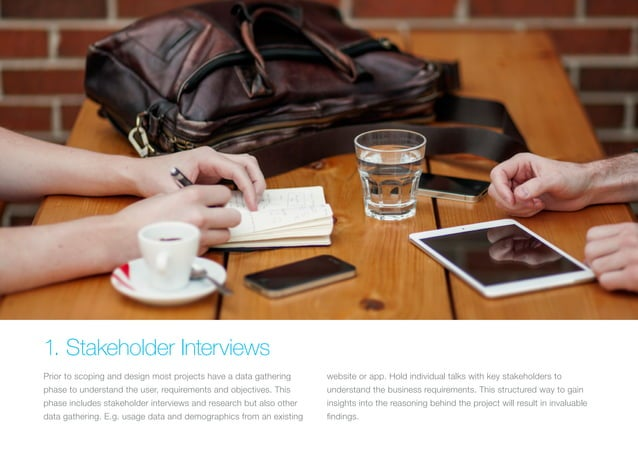 1. Stakeholder Interviews
Prior to scoping and design most projects have a data gathering
phase to understand the user, requirements and objectives. This
phase includes stakeholder interviews and research but also other
data gathering. E.g. usage data and demographics from an existing
website or app. Hold individual talks with key stakeholders to
understand the business requirements. This structured way to gain
insights into the reasoning behind the project will result in invaluable
findings.